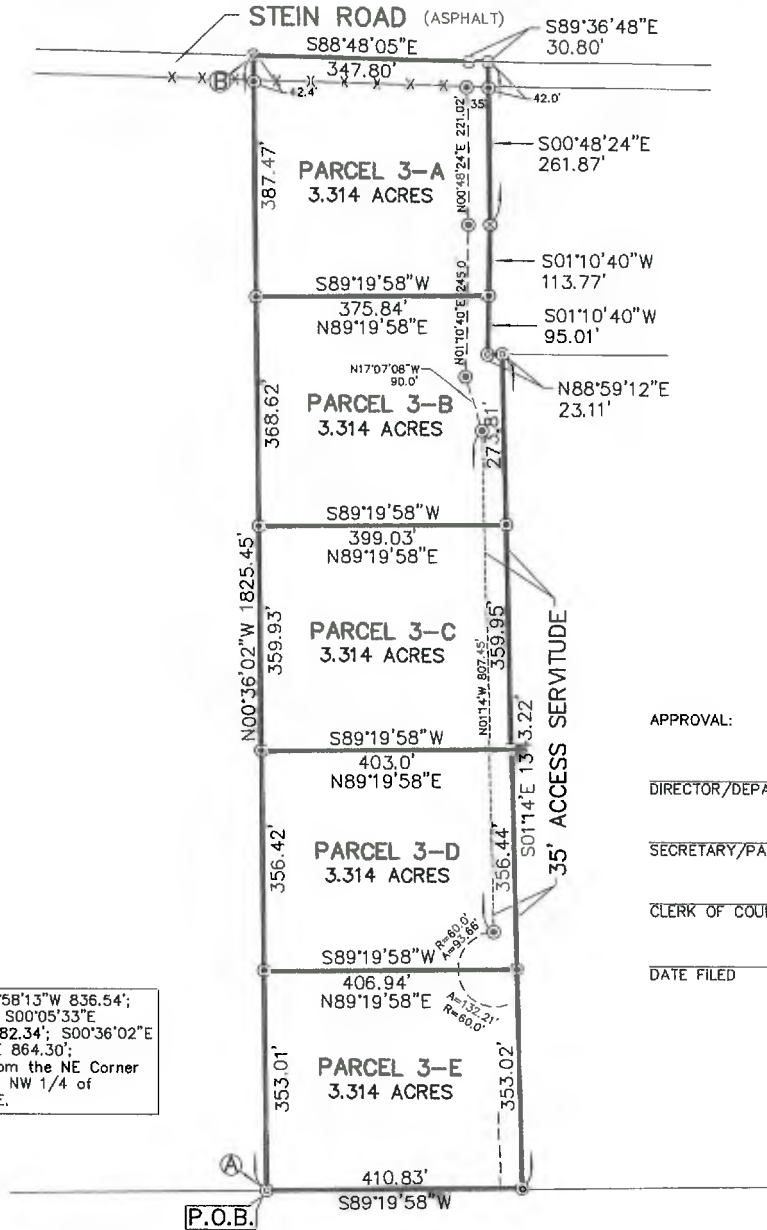 STEIN ROAD (ASPHALT)
S89°36'48"E
30.80'
S88°48'05"E
347.80'
B
X X X X X X X X X
42.4'
35'
42.0'
N00°48'24"E 221.02'
S00°48'24"E
261.87'
387.47'
PARCEL 3-A
3.314 ACRES
S01°10'40"W
113.77'
S89°19'58"W
375.84'
N89°19'58"E
N01°10'40"E 245.0
S01°10'40"W
95.01'
N88°59'12"E
23.11'
N17°07'08"W
90.0'
368.62'
PARCEL 3-B
3.314 ACRES
273.81'
S89°19'58"W
399.03'
N89°19'58"E
N00°36'02"W 1825.45'
359.93'
PARCEL 3-C
3.314 ACRES
N01°14'W 807.45'
359.95'
35' ACCESS SERVITUDE
S01°14'E 13 3.22'
S89°19'58"W
403.0'
N89°19'58"E
356.42'
PARCEL 3-D
3.314 ACRES
356.44'
R=60.0'
A=93.66'
S89°19'58"W
406.94'
N89°19'58"E
A=132.21'
R=60.0'
353.01'
PARCEL 3-E
3.314 ACRES
353.02'
A
410.83'
S89°19'58"W
P.O.B.
APPROVAL:
DIRECTOR/DEPA
SECRETARY/PA
CLERK OF COU
DATE FILED
58'13"W 836.54';
S00°05'33"E
82.34'; S00°36'02"E
E 864.30';
om the NE Corner
NW 1/4 of
E.